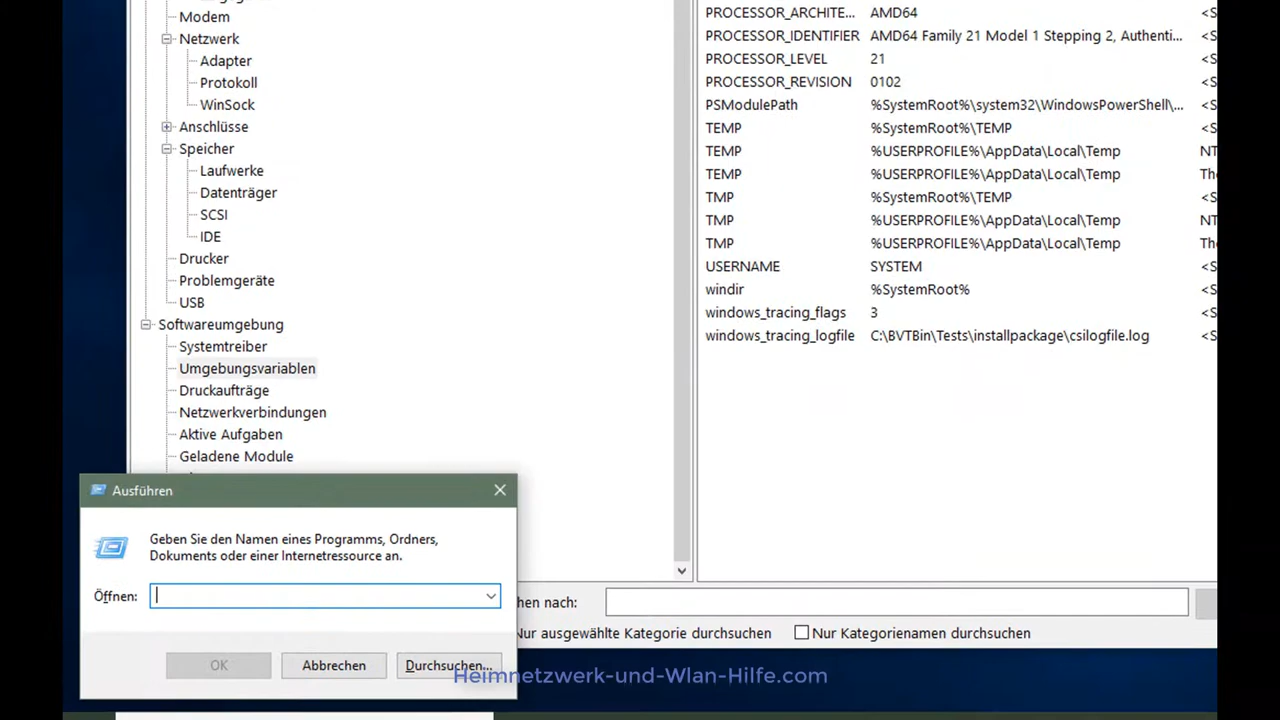 Modem
Netzwerk
Adapter
Protokoll
WinSock
Anschlüsse
Speicher
Laufwerke
Datenträger
SCSI
IDE
Drucker
Problemgeräte
USB
Softwareumgebung
Systemtreiber
Umgebungsvariablen
Druckaufträge
Netzwerkverbindungen
Aktive Aufgaben
Geladene Module
PROCESSOR_ARCHITE... AMD64 <S
PROCESSOR_IDENTIFIER AMD64 Family 21 Model 1 Stepping 2, Authenti... <S
PROCESSOR_LEVEL 21 <S
PROCESSOR_REVISION 0102 <S
PSModulePath %SystemRoot%\system32\WindowsPowerShell\... <S
TEMP %SystemRoot%\TEMP <S
TEMP %USERPROFILE%\AppData\Local\Temp NT
TEMP %USERPROFILE%\AppData\Local\Temp Th
TMP %SystemRoot%\TEMP <S
TMP %USERPROFILE%\AppData\Local\Temp NT
TMP %USERPROFILE%\AppData\Local\Temp Th
USERNAME SYSTEM <S
windir %SystemRoot% <S
windows_tracing_flags 3 <S
windows_tracing_logfile C:\BVTBin\Tests\installpackage\csilogfile.log <S
Ausführen
Geben Sie den Namen eines Programms, Ordners,
Dokuments oder einer Internetressource an.
Öffnen:
OK Abbrechen Durchsuchen...
hen nach:
Nur ausgewählte Kategorie durchsuchen Nur Kategorienamen durchsuchen
Heimnetzwerk-und-Wlan-Hilfe.com